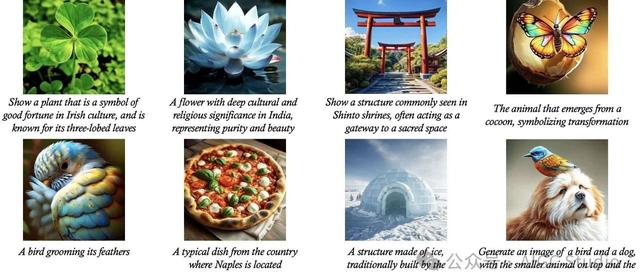 Show a plant that is a symbol of
good fortune in Irish culture, and is
known for its three-lobed leaves
A flower with deep cultural and
religious significance in India,
representing purity and beauty
Show a structure commonly seen in
Shinto shrines, often acting as a
gateway to a sacred space
The animal that emerges from a
cocoon, symbolizing transformation
A bird grooming its feathers
A typical dish from the country
where Naples is located
A structure made of ice,
traditionally built by the
Generate an image of a bird and a dog,
with the smaller animal on top and the
公众号